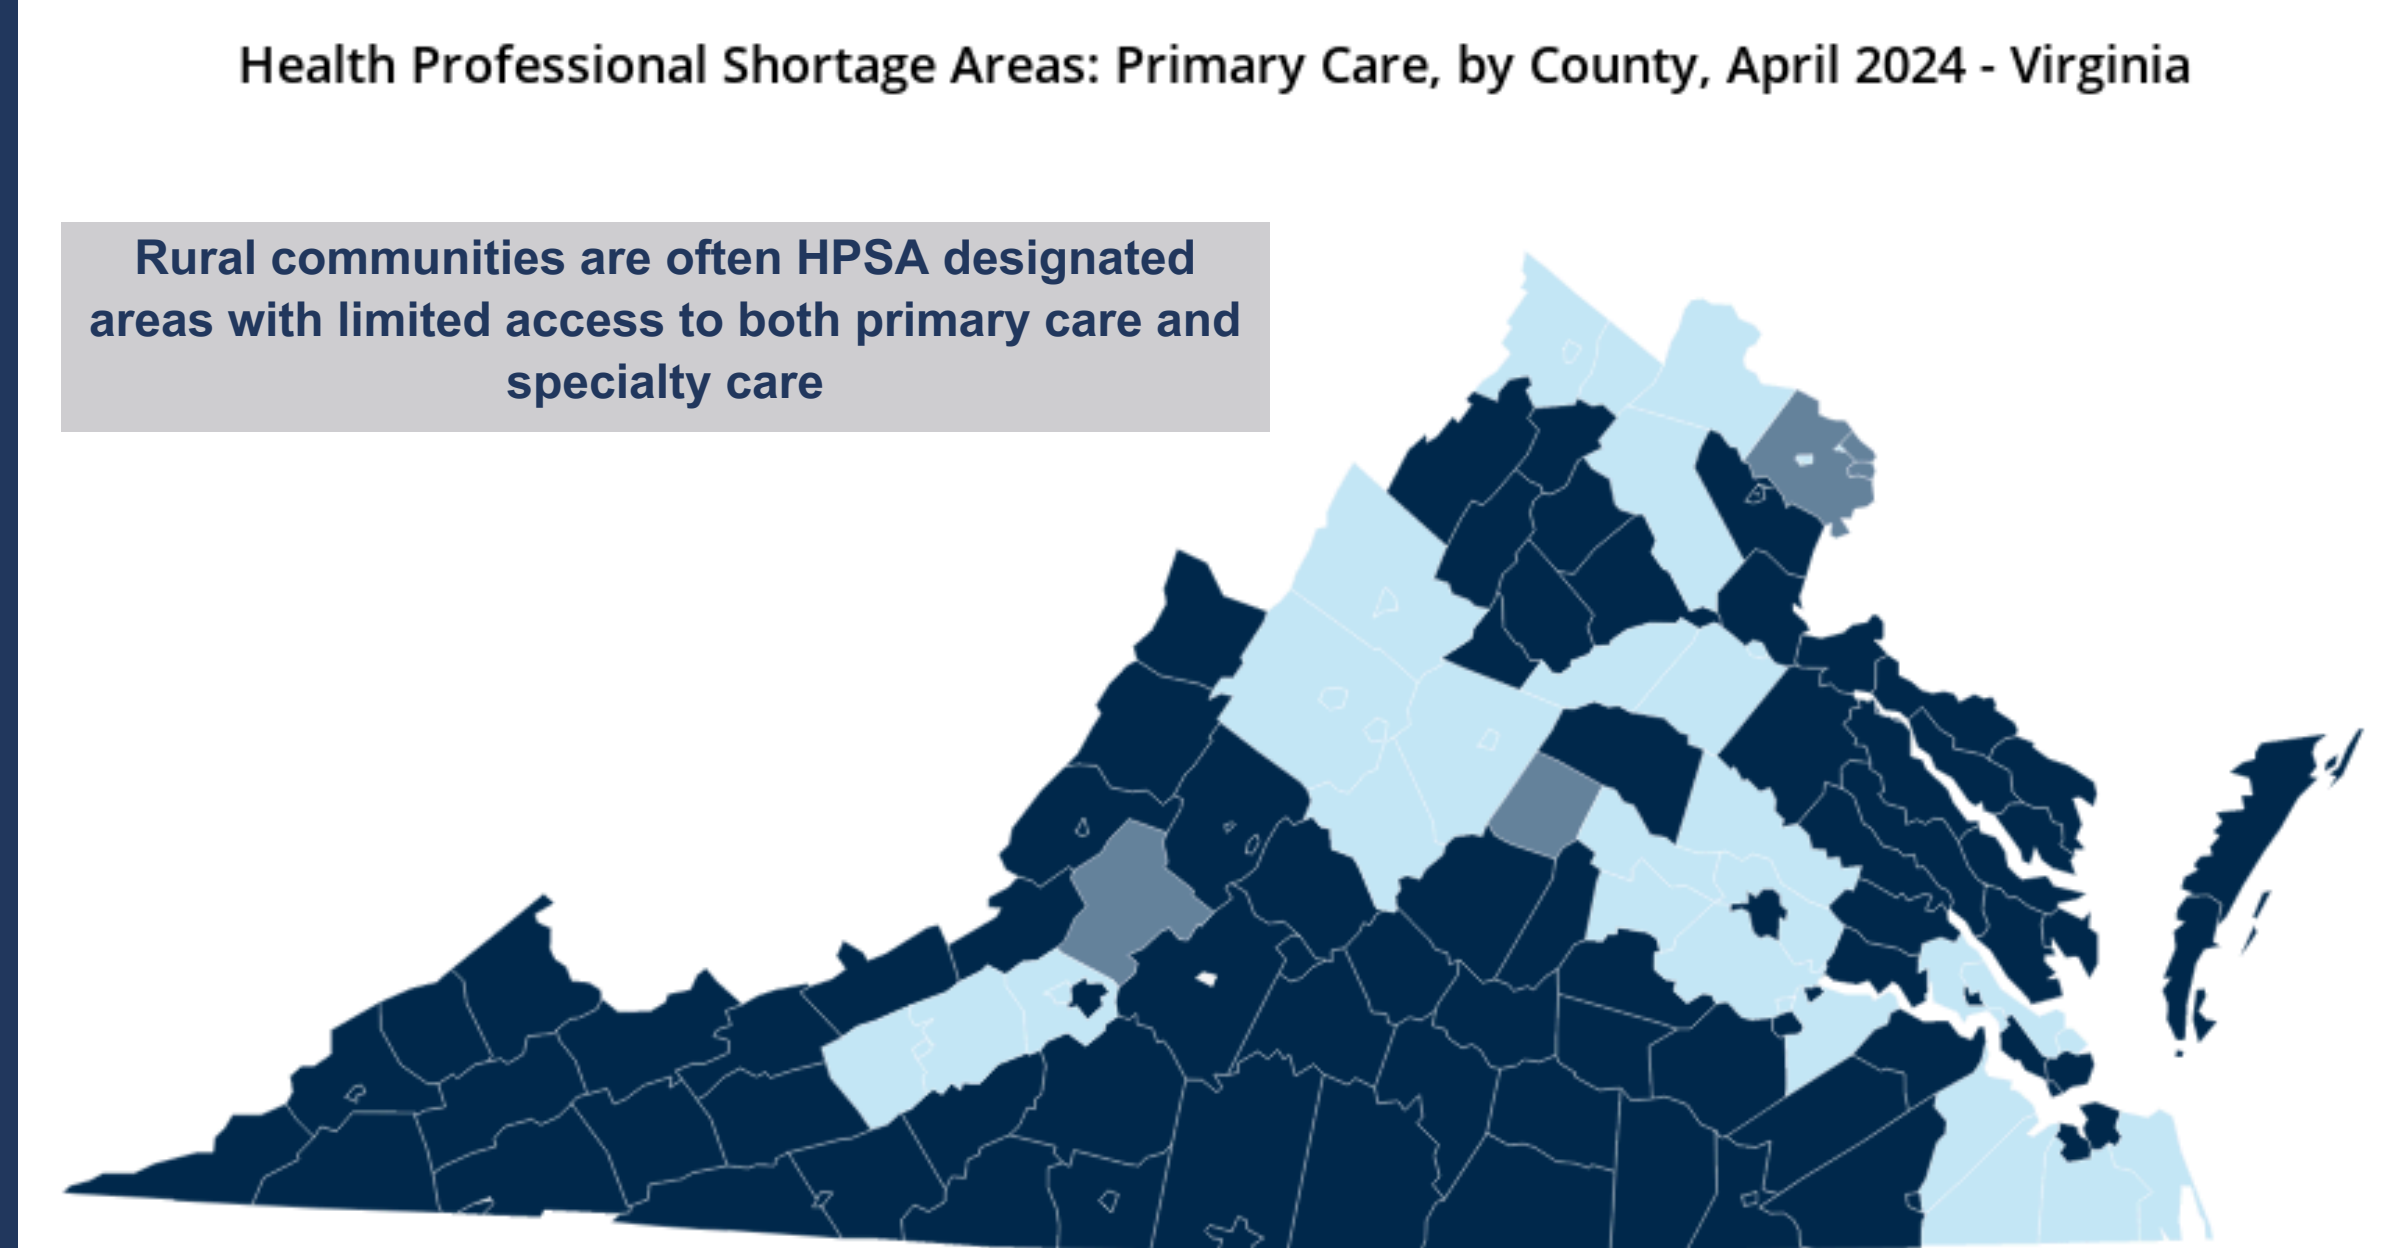 Health Professional Shortage Areas: Primary Care, by County, April 2024 - Virginia
Rural communities are often HPSA designated
areas with limited access to both primary care and
specialty care